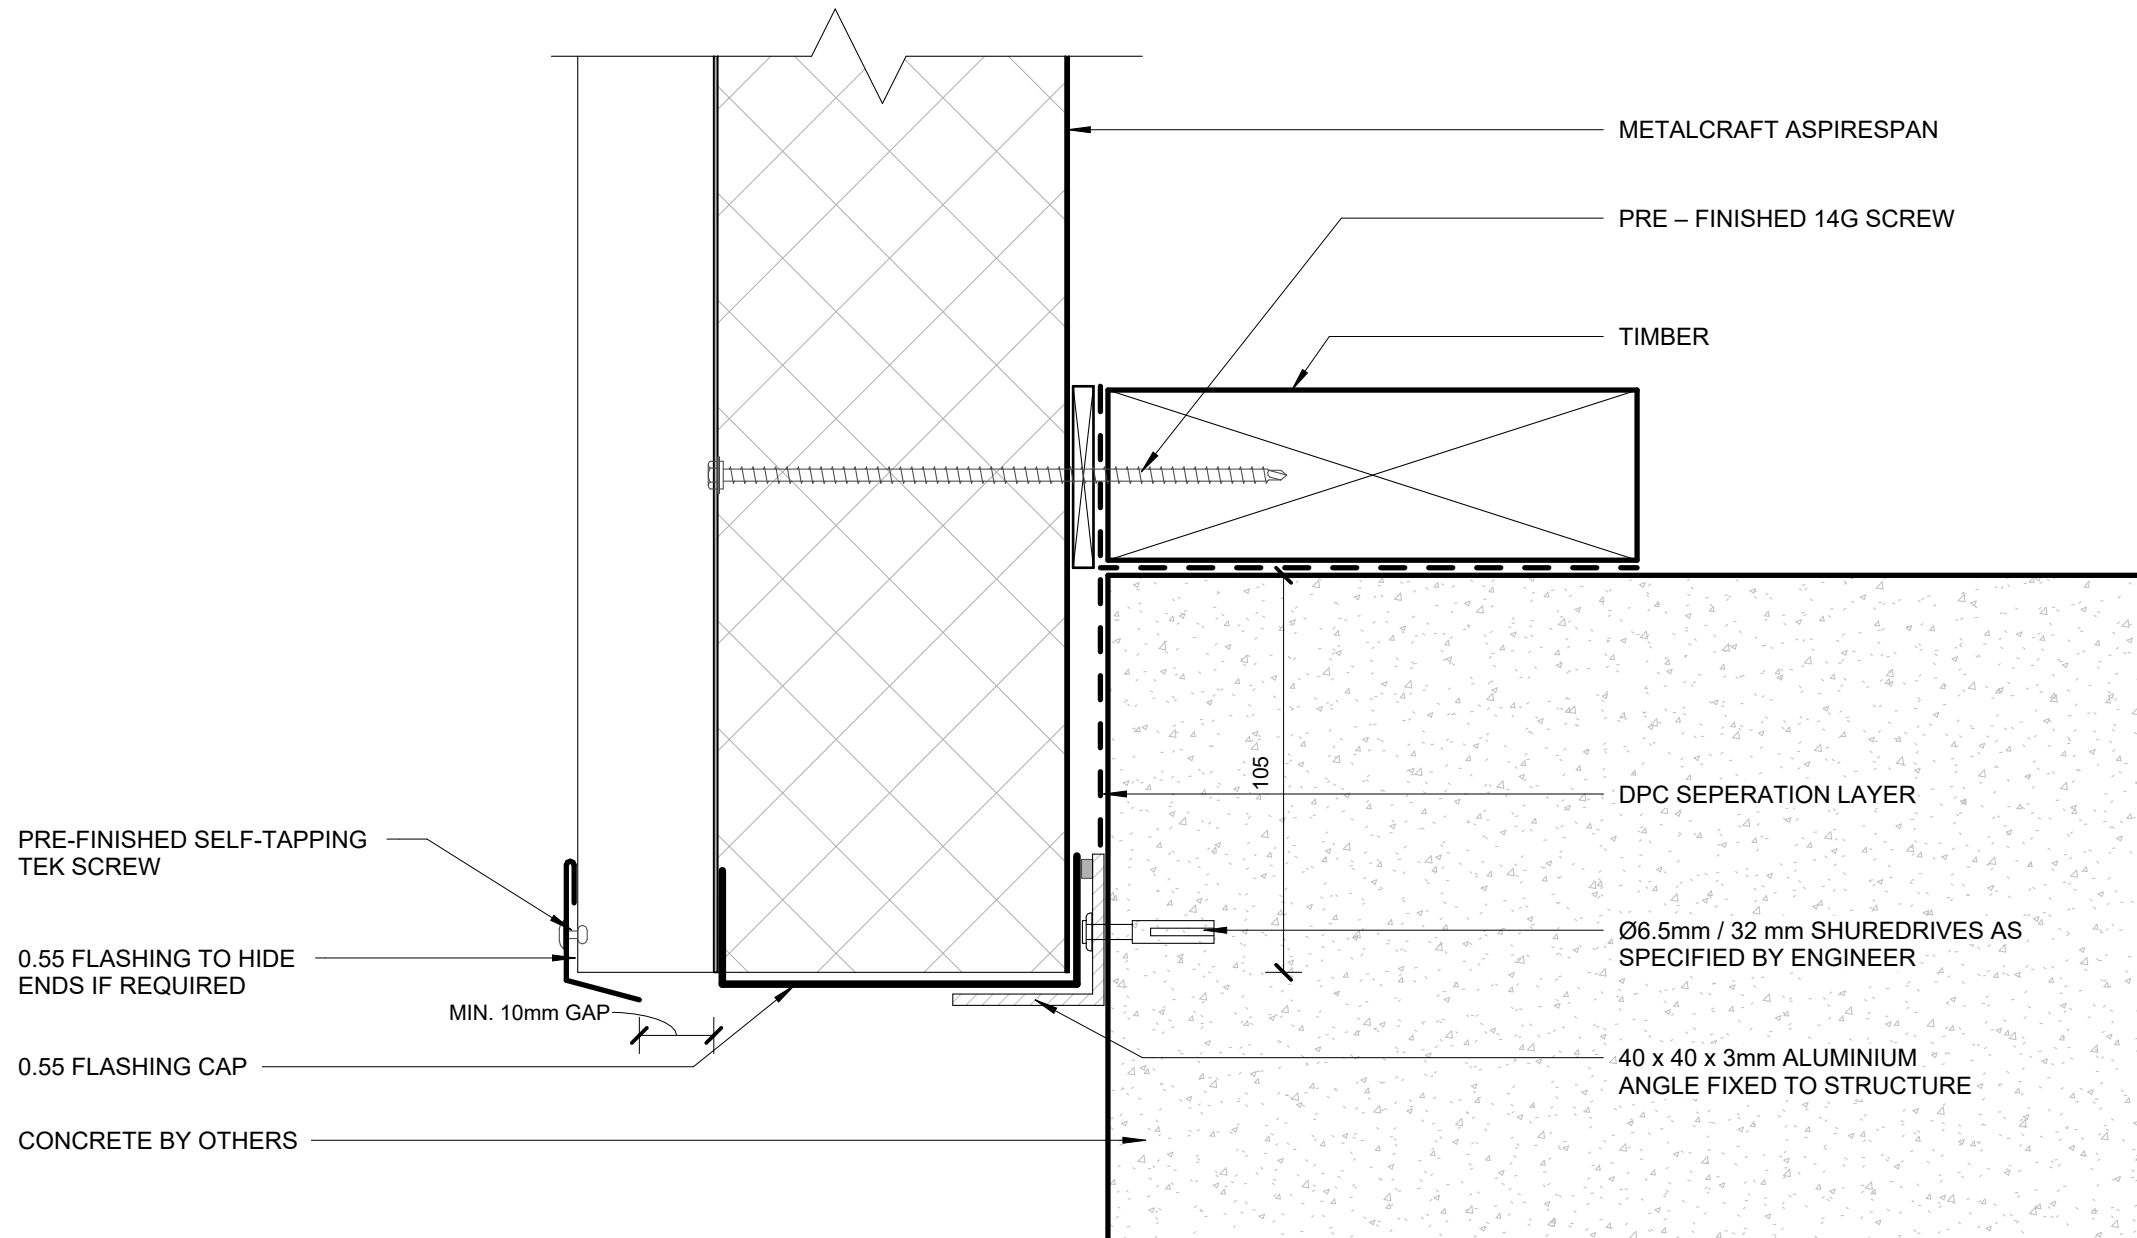 METALCRAFT ASPIRESPAN
PRE – FINISHED 14G SCREW
TIMBER
105
DPC SEPERATION LAYER
PRE-FINISHED SELF-TAPPING
TEK SCREW
Ø6.5mm / 32 mm SHUREDRIVES AS
SPECIFIED BY ENGINEER
0.55 FLASHING TO HIDE
ENDS IF REQUIRED
MIN. 10mm GAP
0.55 FLASHING CAP
40 x 40 x 3mm ALUMINIUM
ANGLE FIXED TO STRUCTURE
CONCRETE BY OTHERS